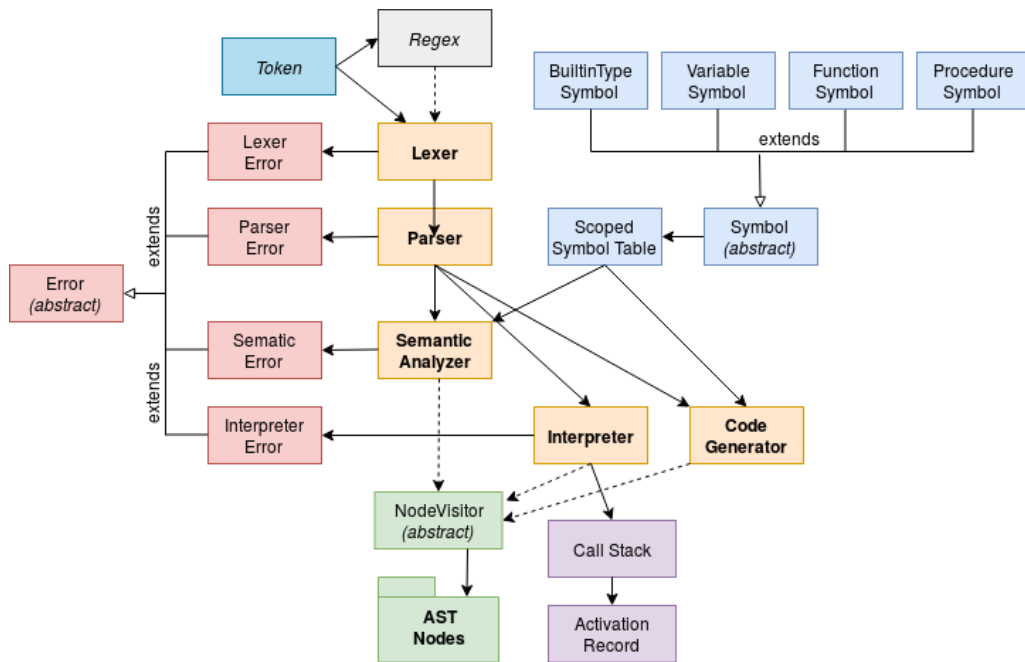 Token
Regex
BuiltinType
Symbol
Variable
Symbol
Function
Symbol
Procedure
Symbol
extends
Lexer
Error
Lexer
extends
Parser
Error
Parser
Scoped
Symbol Table
Symbol
(abstract)
Error
(abstract)
Sematic
Error
Semantic
Analyzer
extends
Interpreter
Error
Interpreter
Code
Generator
NodeVisitor
(abstract)
Call Stack
AST
Nodes
Activation
Record